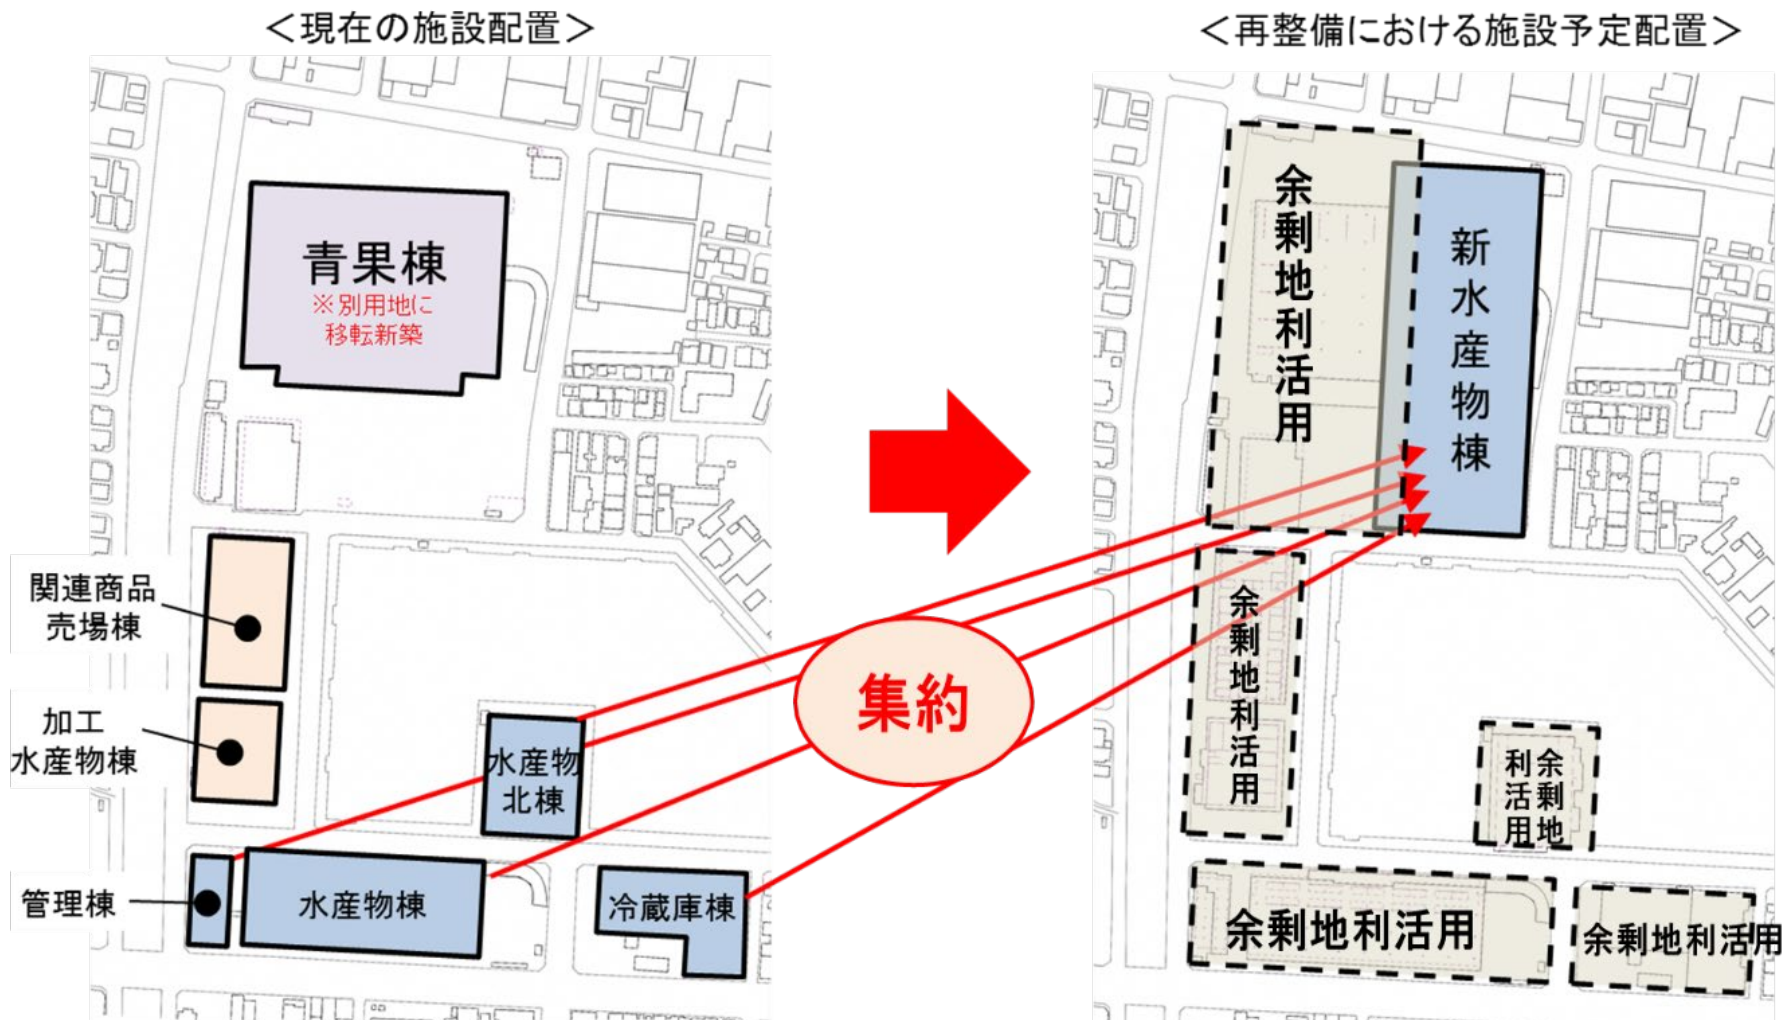 ＜現在の施設配置＞
青果棟
※別用地に
移転新築
関連商品
売場棟
加工
水産物棟
管理棟
水産物棟
水産物
北棟
冷蔵庫棟
集約
＜再整備における施設予定配置＞
余剰地利活用
新水産物棟
余剰地利活用
余剰地
利活用
余剰地利活用
余剰地利活用